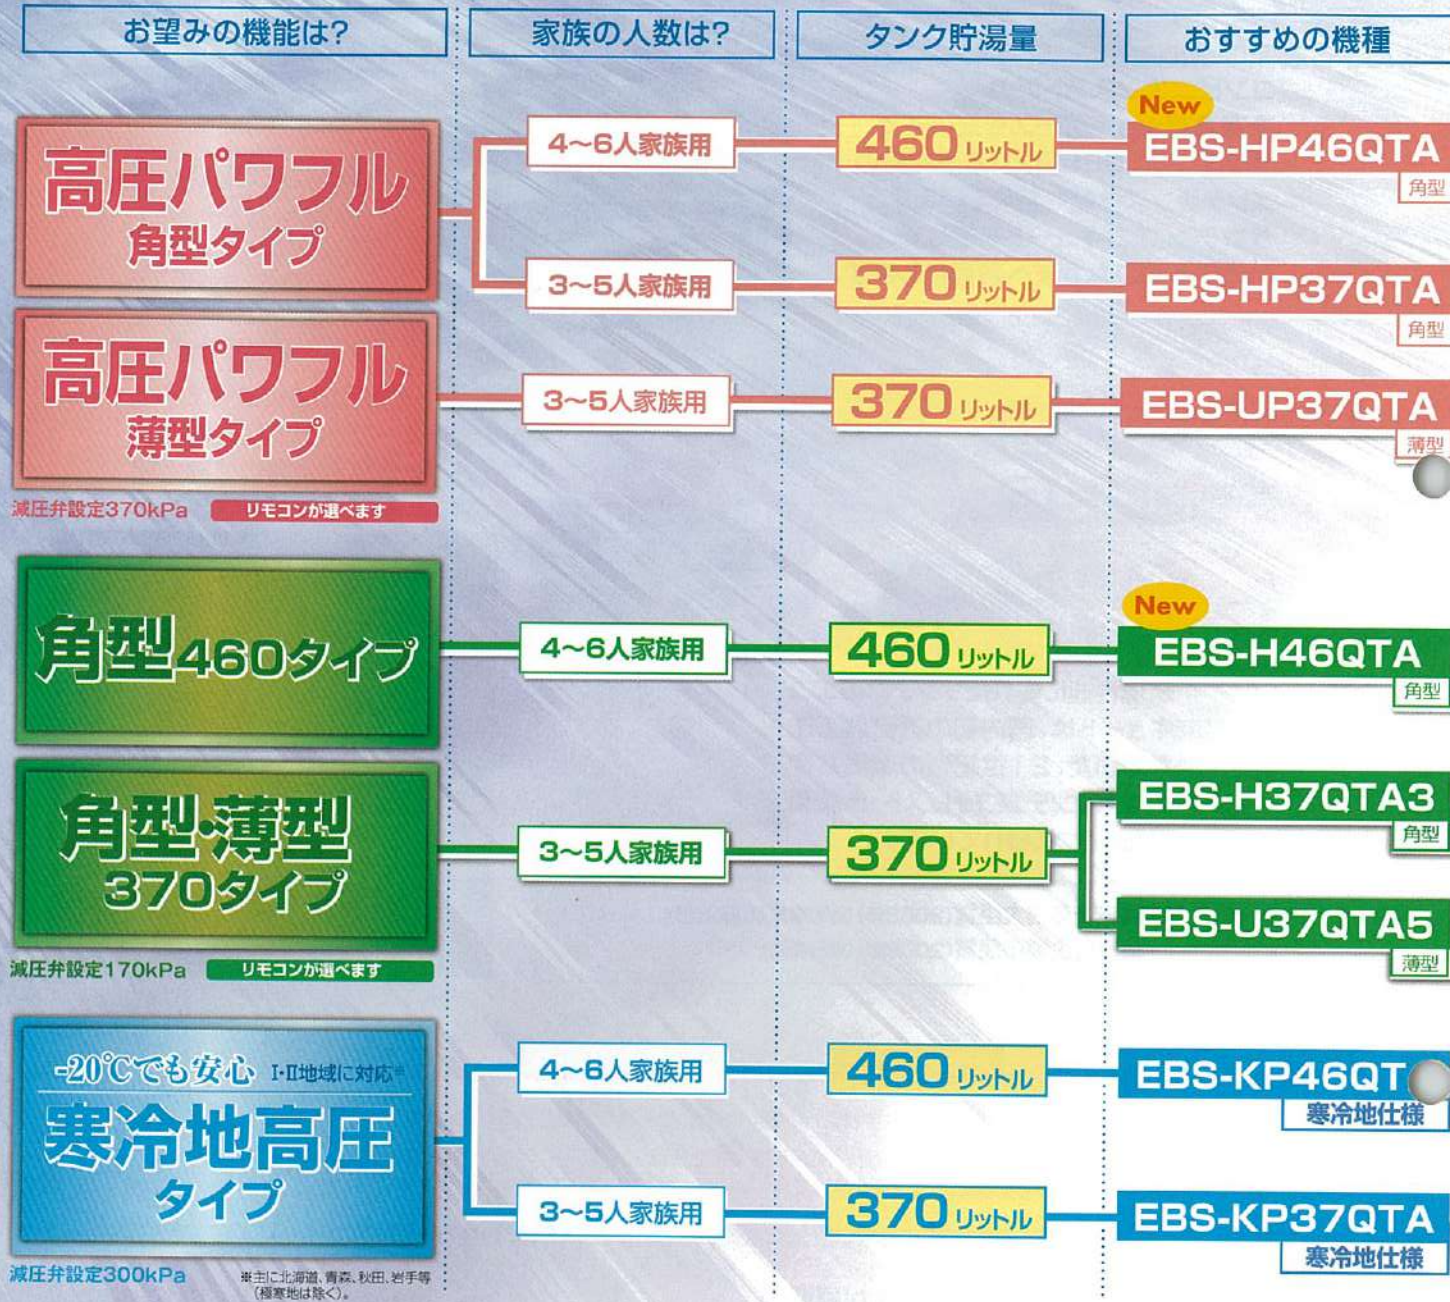 お望みの機能は?
家族の人数は?
タンク貯湯量
おすすめの機種
高圧パワフル
角型タイプ
4〜6人家族用
460リットル
New
EBS-HP46QTA
角型
3〜5人家族用
370リットル
EBS-HP37QTA
角型
高圧パワフル
薄型タイプ
3〜5人家族用
370リットル
EBS-UP37QTA
薄型
減圧弁設定370kPa
リモコンが選べます
角型460タイプ
4〜6人家族用
460リットル
New
EBS-H46QTA
角型
角型・薄型
370タイプ
3〜5人家族用
370リットル
EBS-H37QTA3
角型
EBS-U37QTA5
薄型
減圧弁設定170kPa
リモコンが選べます
-20℃でも安心 I・II地域に対応※
寒冷地高圧
タイプ
4〜6人家族用
460リットル
EBS-KP46QT
寒冷地仕様
3〜5人家族用
370リットル
EBS-KP37QTA
寒冷地仕様
減圧弁設定300kPa
※主に北海道、青森、秋田、岩手等
(極寒地は除く)。